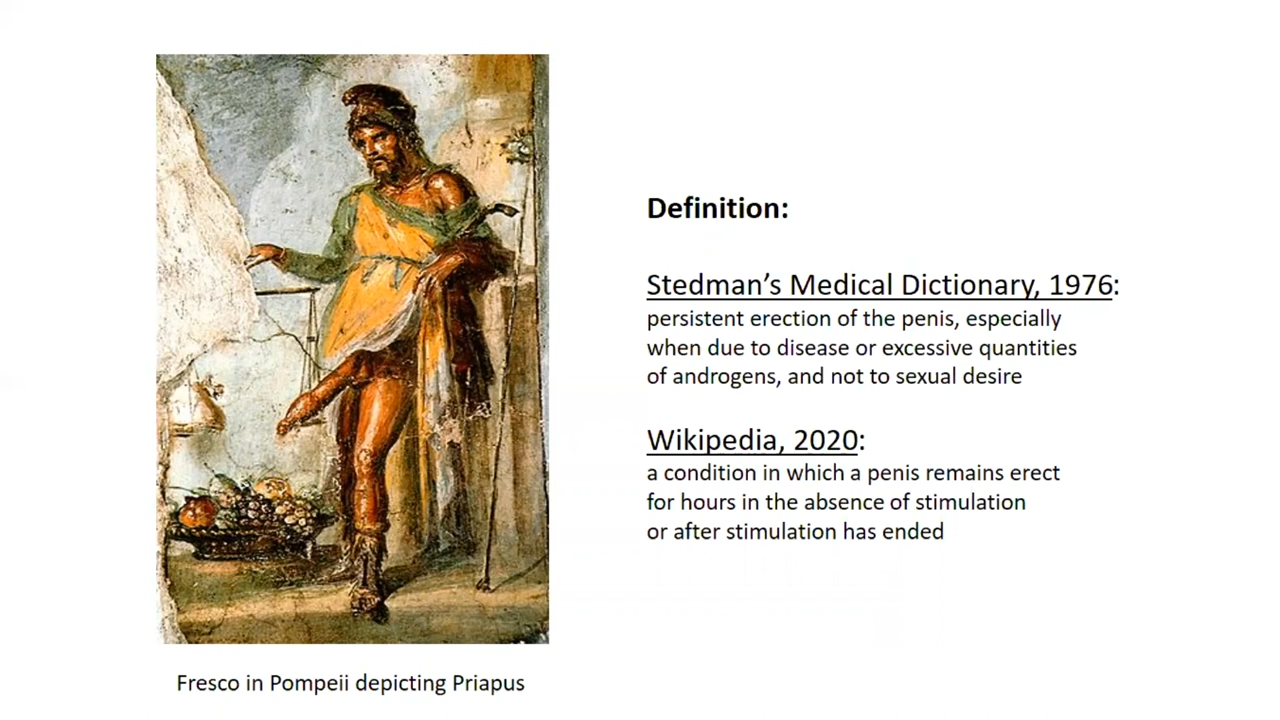 Definition:
Stedman’s Medical Dictionary, 1976:
persistent erection of the penis, especially
when due to disease or excessive quantities
of androgens, and not to sexual desire
Wikipedia, 2020:
a condition in which a penis remains erect
for hours in the absence of stimulation
or after stimulation has ended
Fresco in Pompeii depicting Priapus